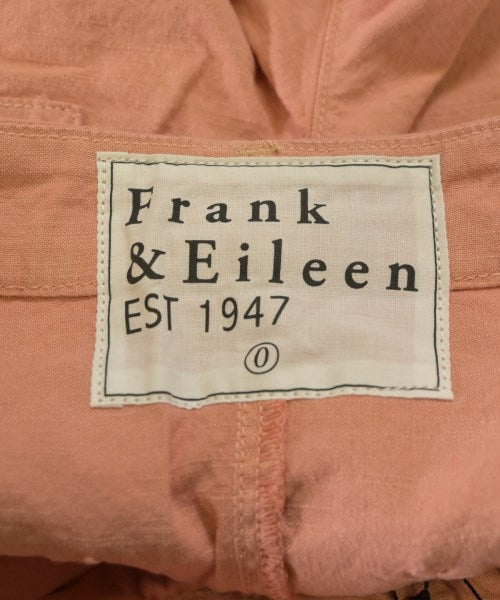 Frank
& Eileen
EST 1947
0